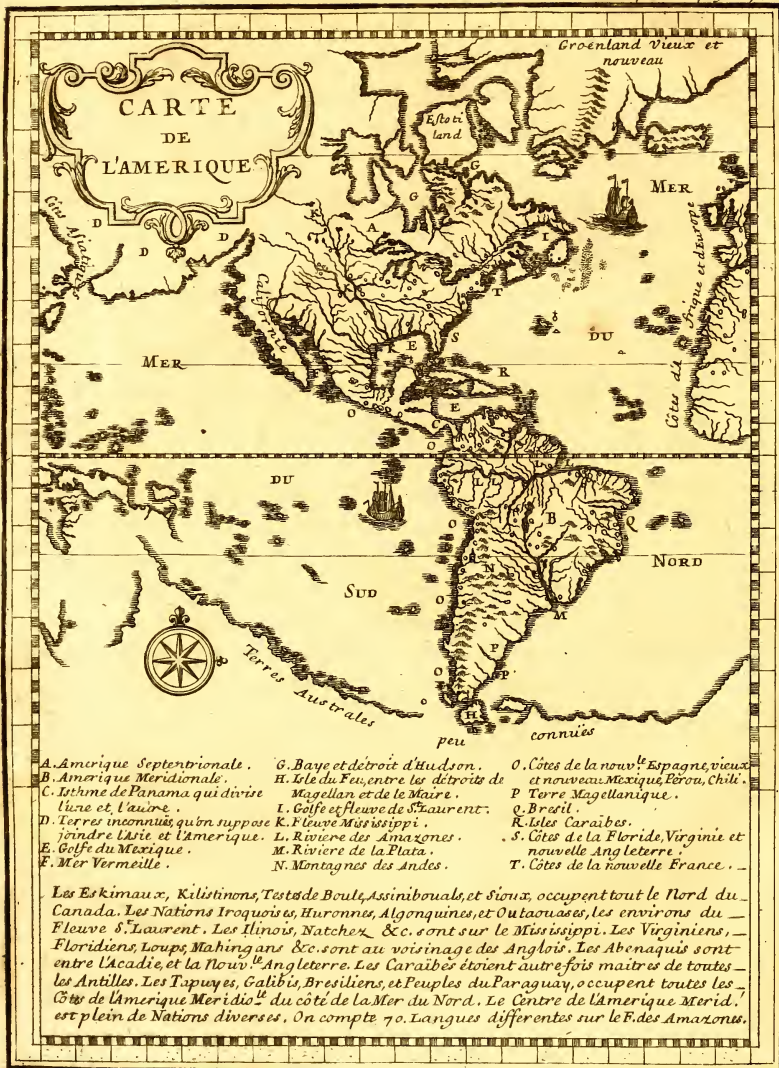 CARTE
DE
L'AMERIQUE
Groenland Vieux et
nouveau
Estoti
land
G
G
MER
Côtes Asiatiques
D
D
D
D
A
I
T
Californie
Côtes de frique et d'Europe
S
DU
K
E
MER
F
R
O
E
C
O
DU
L
B
Q
O
N
NORD
SUD
O
M
P
P
O
H
Terres Australes
peu
connües
A. Amerique Septentrionale.
B. Amerique Meridionale.
C. Isthme de Panama qui divise
l'une et l'autre.
D. Terres inconnües, qu'on suppose
joindre l'Asie et l'Amerique.
E. Golfe du Mexique.
F. Mer Vermeille.
G. Baye et détroit d'Hudson.
H. Isle du Feu, entre les détroits de
Magellan et de le Maire.
I. Golfe et fleuve de St. Laurent.
K. Fleuve Mississippi.
L. Riviere des Amazones.
M. Riviere de la Plata.
N. Montagnes des Andes.
O. Côtes de la nouv.le Espagne, vieux
et nouveau Mexique, Pérou, Chili.
P Terre Magellanique.
Q. Bresil.
R. Isles Caraibes.
S. Côtes de la Floride, Virginie et
nouvelle Angleterre.
T. Côtes de la nouvelle France.
Les Eskimaux, Kilistinons, Testes de Boule, Assinibouals, et Sioux, occupent tout le Nord du
Canada. Les Nations Iroquoises, Huronnes, Algonquines, et Outaouases, les environs du
Fleuve St. Laurent. Les Ilinois, Natchez &c. sont sur le Mississippi. Les Virginiens,
Floridiens, Loups, Mahingans &c. sont au voisinage des Anglois. Les Abenaquis sont
entre l'Acadie, et la Nouv.le Angleterre. Les Caraibes étoient autrefois maitres de toutes
les Antilles. Les Tapuyes, Galibis, Bresiliens, et Peuples du Paraguay, occupent toutes les
Côtes de l'Amerique Meridio.le du côté de la Mer du Nord. Le Centre de l'Amerique Merid.
est plein de Nations diverses. On compte 70. Langues differentes sur le F. des Amazones.